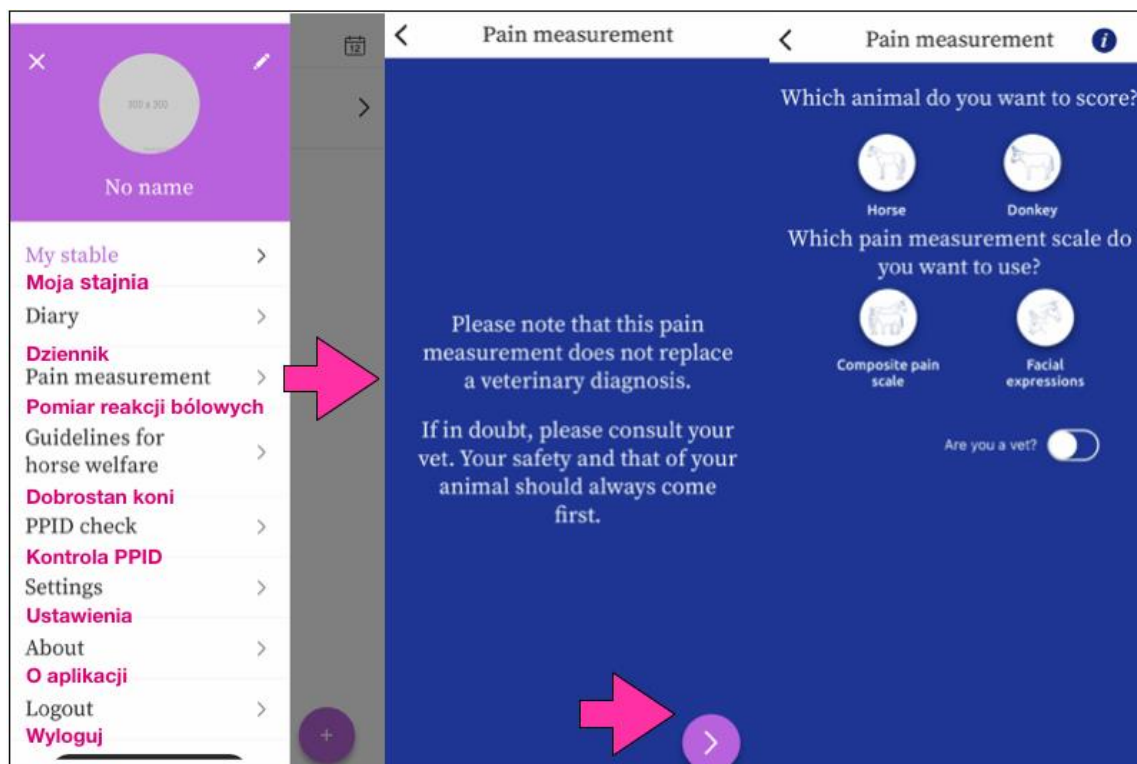 300 x 300
No name
My stable
Moja stajnia
Diary
Dziennik
Pain measurement
Pomiar reakcji bólowych
Guidelines for
horse welfare
Dobrostan koni
PPID check
Kontrola PPID
Settings
Ustawienia
About
O aplikacji
Logout
Wyloguj
12
+
Pain measurement
Please note that this pain
measurement does not replace
a veterinary diagnosis.
If in doubt, please consult your
vet. Your safety and that of your
animal should always come
first.
Pain measurement
i
Which animal do you want to score?
Horse
Donkey
Which pain measurement scale do
you want to use?
Composite pain
scale
Facial
expressions
Are you a vet?